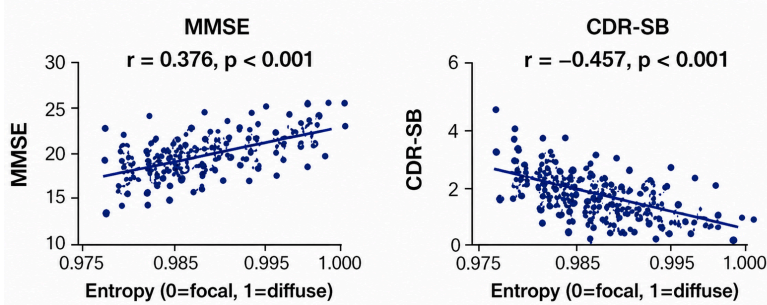 MMSE
r = 0.376, p < 0.001
MMSE
30
25
20
15
10
0.975
0.985
0.995
1.000
Entropy (0=focal, 1=diffuse)
CDR-SB
r = −0.457, p < 0.001
CDR-SB
6
4
2
0
0.975
0.985
0.995
1.000
Entropy (0=focal, 1=diffuse)